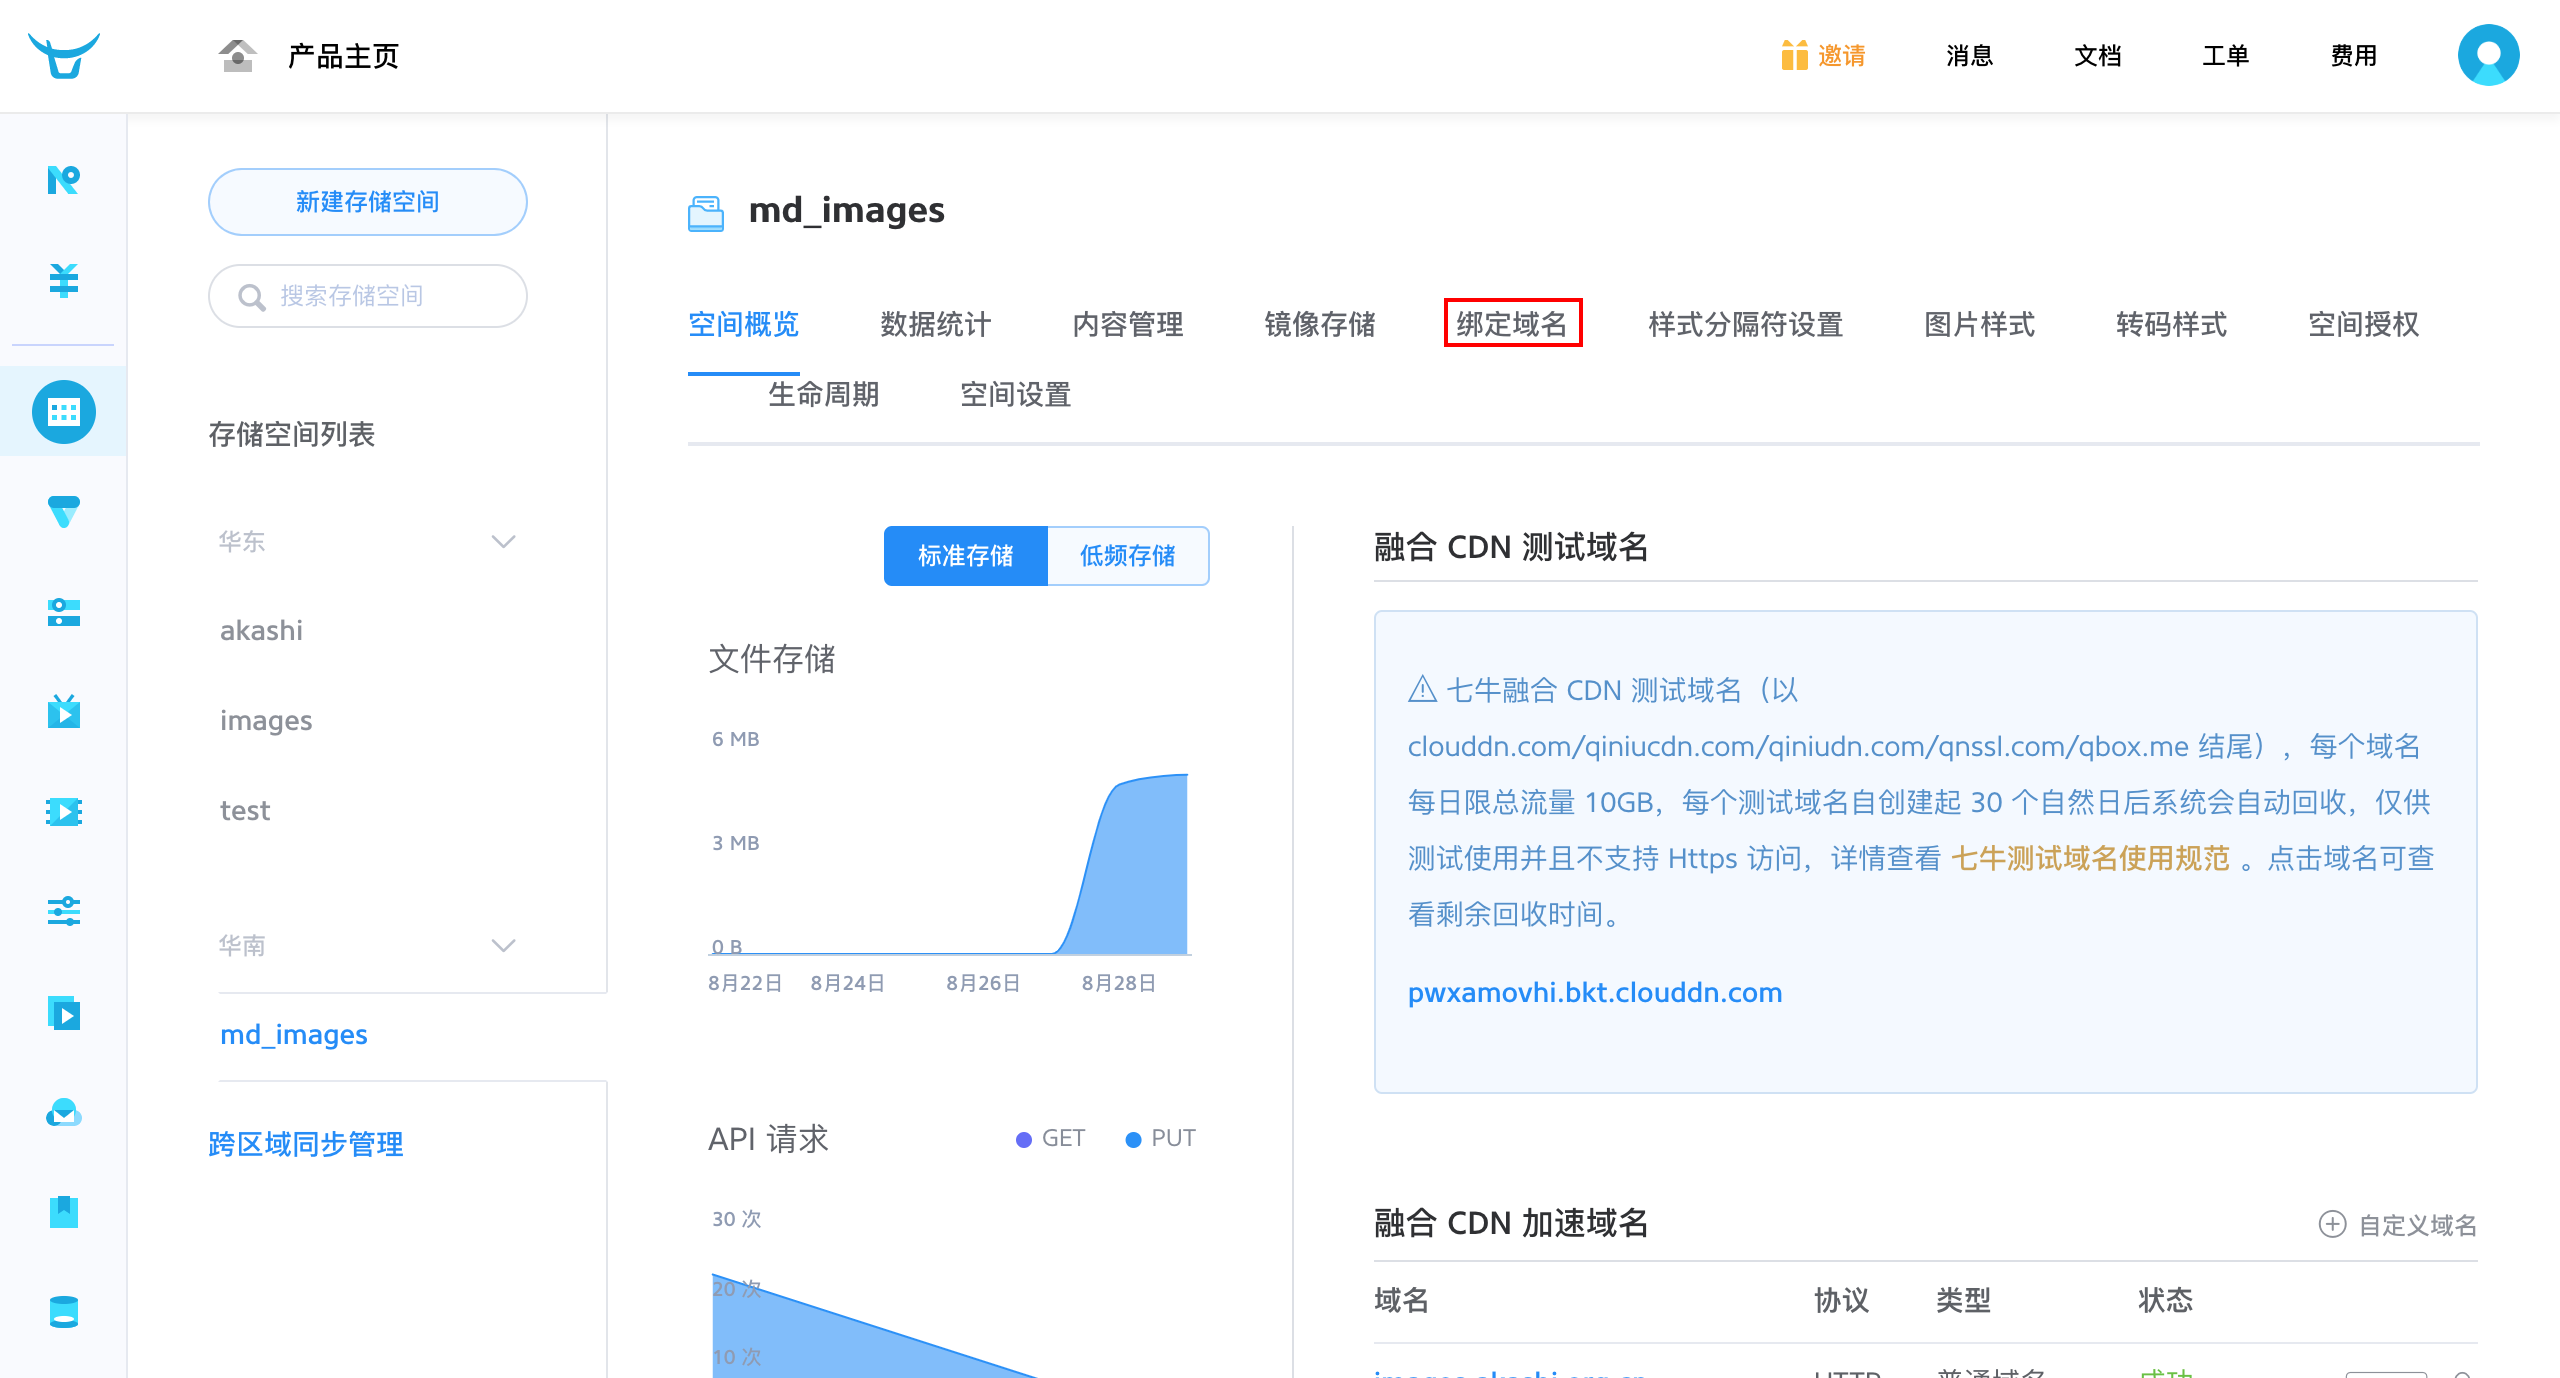 产品主页
邀请
消息
文档
工单
费用
新建存储空间
搜索存储空间
存储空间列表
华东
akashi
images
test
华南
md_images
跨区域同步管理
md_images
空间概览 数据统计 内容管理 镜像存储 绑定域名 样式分隔符设置 图片样式 转码样式 空间授权
生命周期 空间设置
标准存储 低频存储
文件存储
6 MB
3 MB
0 B
8月22日 8月24日 8月26日 8月28日
API 请求
GET PUT
30 次
20 次
10 次
融合 CDN 测试域名
七牛融合 CDN 测试域名（以
clouddn.com/qiniucdn.com/qiniudn.com/qnssl.com/qbox.me 结尾），每个域名
每日限总流量 10GB，每个测试域名自创建起 30 个自然日后系统会自动回收，仅供
测试使用并且不支持 Https 访问，详情查看 七牛测试域名使用规范 。点击域名可查
看剩余回收时间。
pwxamovhi.bkt.clouddn.com
融合 CDN 加速域名
自定义域名
域名 协议 类型 状态
HTTP 普通域名 成功